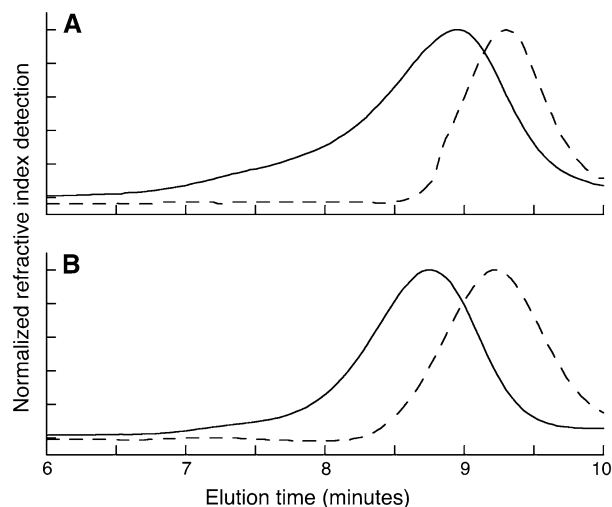 A
Normalized refractive index detection
B
6 7 8 9 10
Elution time (minutes)